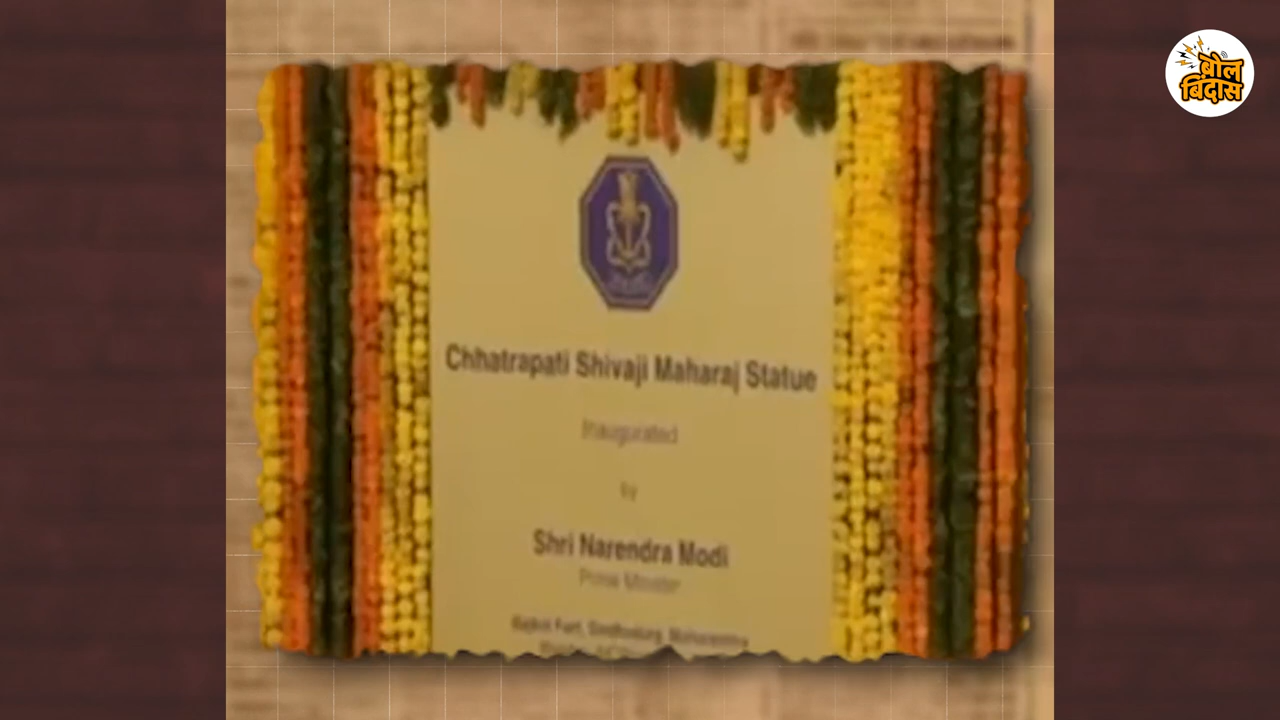 बोल
बिंदास
Chhatrapati Shivaji Maharaj Statue
Inaugurated
by
Shri Narendra Modi
Prime Minister
Rajkot Fort, Sindhudurg, Maharashtra